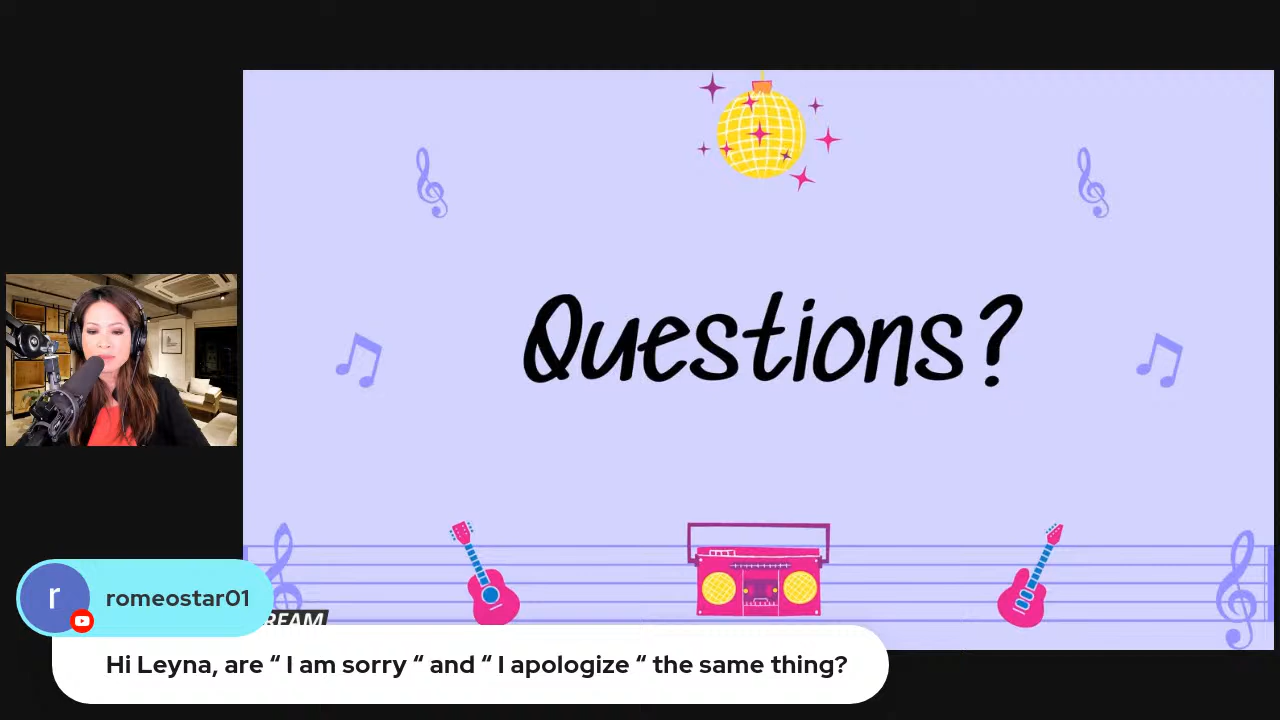 Questions?
romeostar01
Hi Leyna, are “ I am sorry “ and “ I apologize “ the same thing?